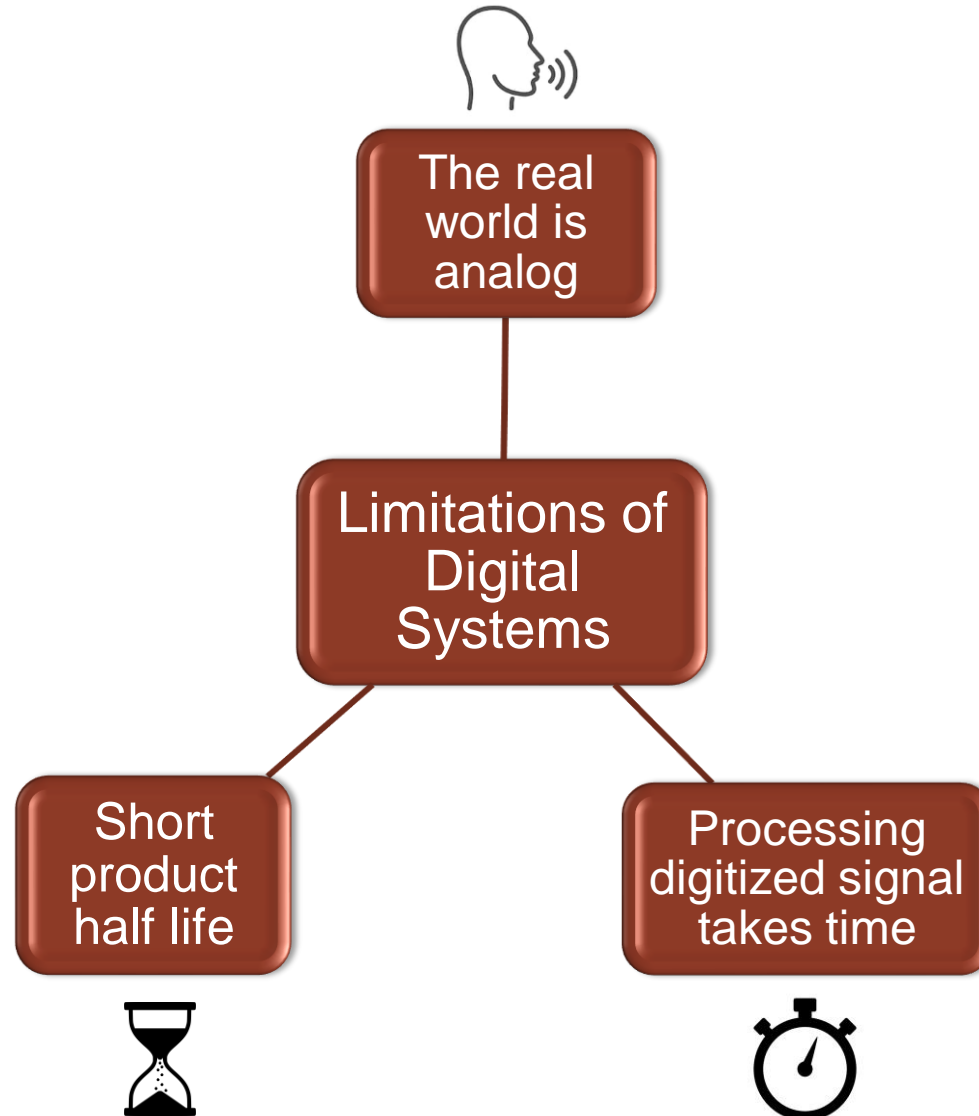 The real
world is
analog
Limitations of
Digital
Systems
Short
product
half life
Processing
digitized signal
takes time